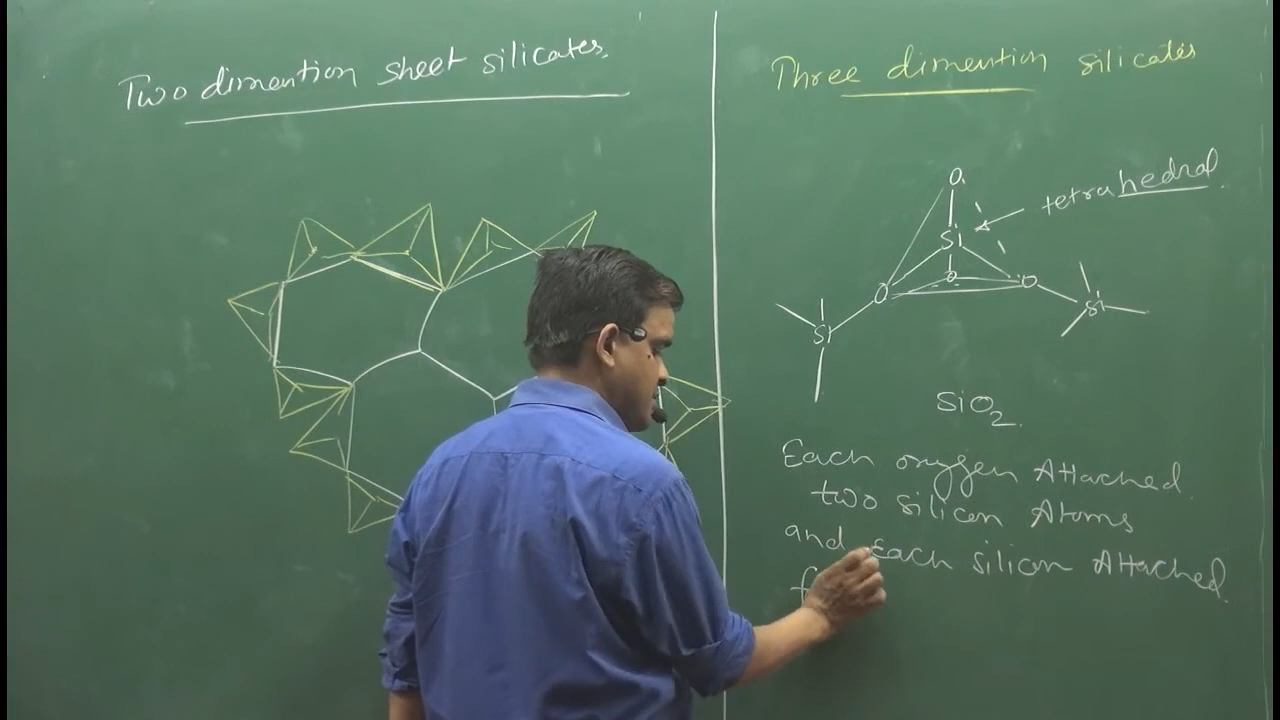 Two dimention sheet silicates.
Three dimention silicates
O
tetrahedral.
Si
O
O
O
Si
Si
SiO2.
Each oxygen Attached
two silicon Atoms
and each silicon Attached
f